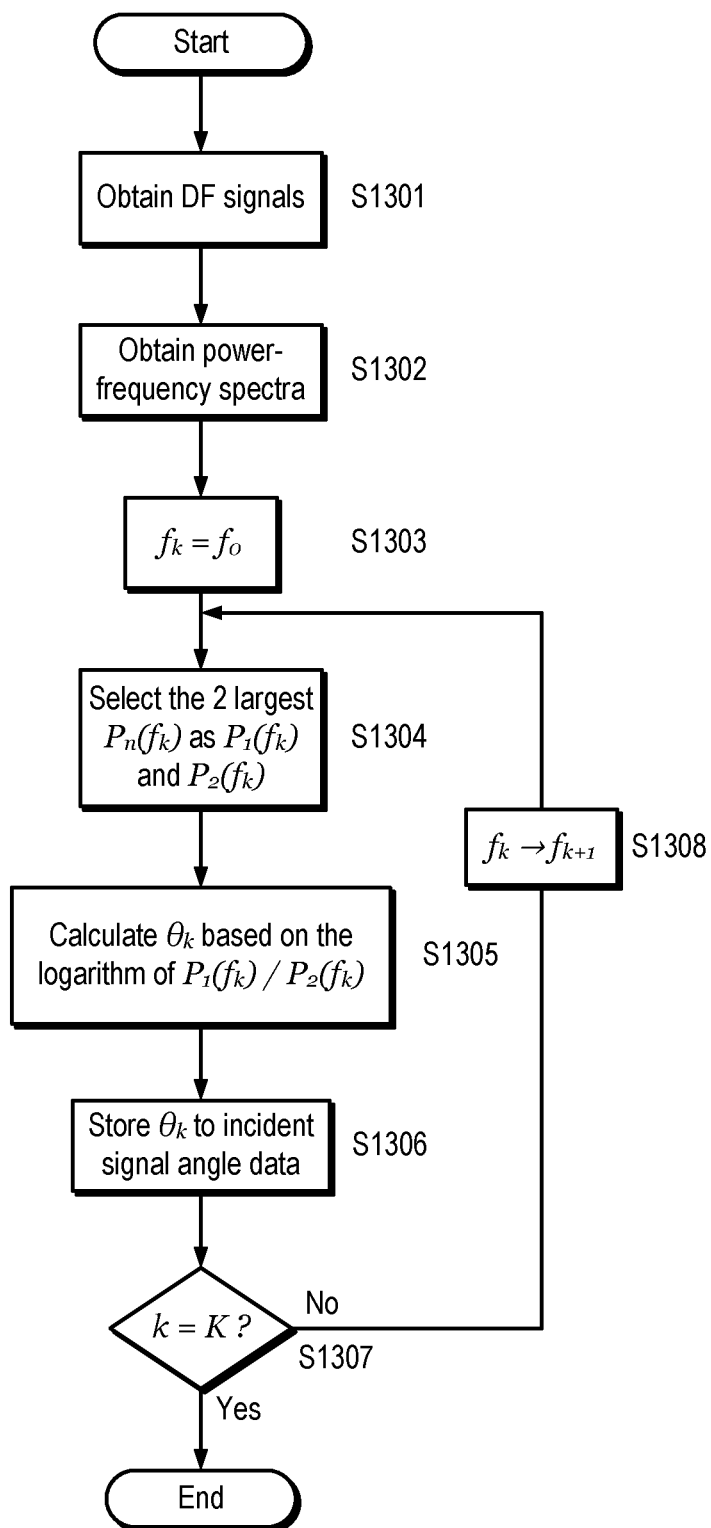 Start
Obtain DF signals
S1301
Obtain power-
frequency spectra
S1302
fk = f0
S1303
Select the 2 largest
Pn(fk) as P1(fk)
and P2(fk)
S1304
fk → fk+1
S1308
Calculate θk based on the
logarithm of P1(fk) / P2(fk)
S1305
Store θk to incident
signal angle data
S1306
k = K ?
No
S1307
Yes
End